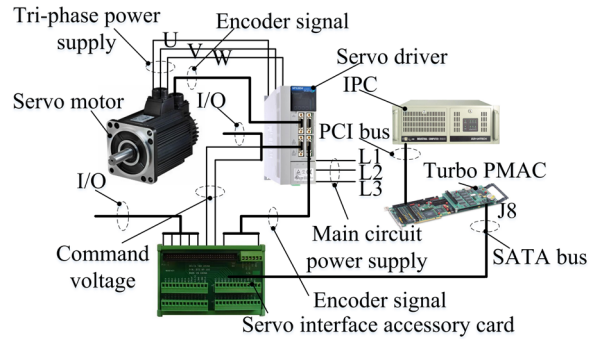 Tri-phase power
supply
U
V
W
Encoder signal
Servo driver
IPC
Servo motor
I/O
PCI bus
L1
L2
L3
Turbo PMAC
J8
I/O
Command
voltage
Main circuit
power supply
SATA bus
Encoder signal
Servo interface accessory card